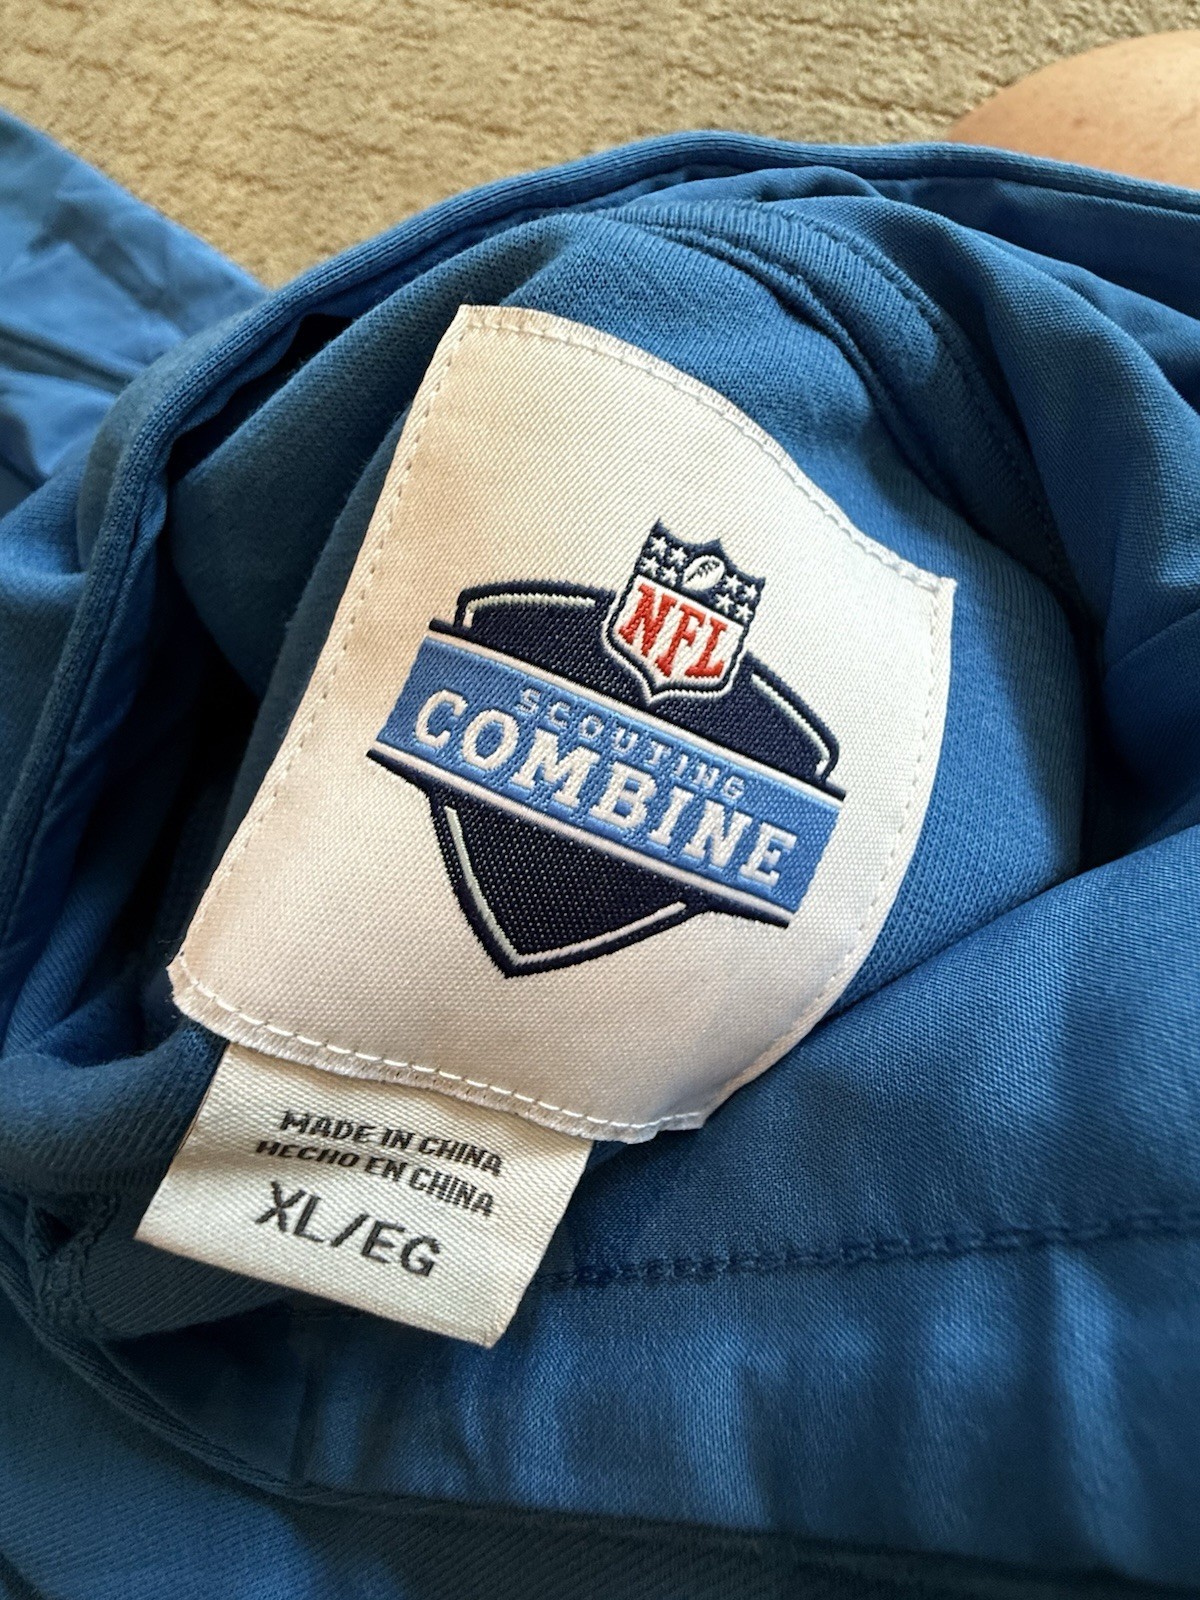 NFL
SCOUTING
COMBINE
MADE IN CHINA
HECHO EN CHINA
XL/EG